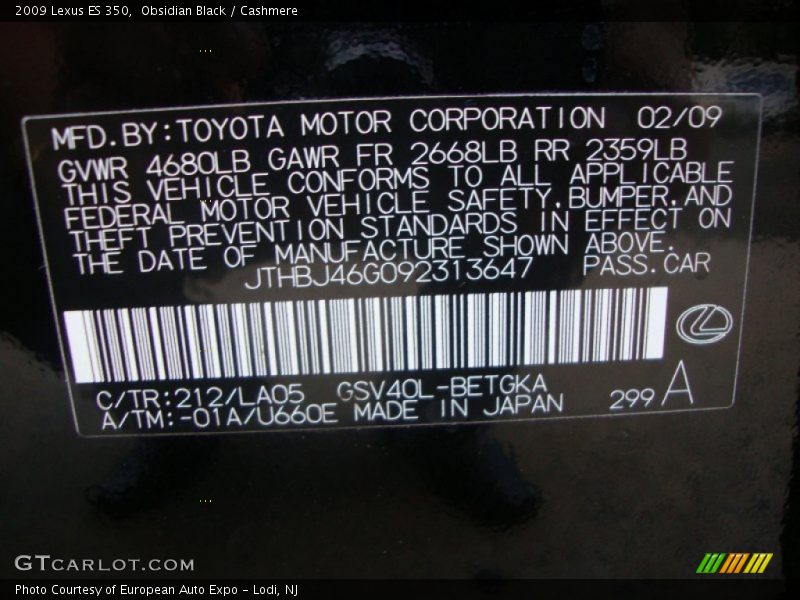 2009 Lexus ES 350,  Obsidian Black / Cashmere
MFD.BY:TOYOTA MOTOR CORPORATION 02/09
GVWR 4680LB GAWR FR 2668LB RR 2359LB
THIS VEHICLE CONFORMS TO ALL APPLICABLE
FEDERAL MOTOR VEHICLE SAFETY,BUMPER,AND
THEFT PREVENTION STANDARDS IN EFFECT ON
THE DATE OF MANUFACTURE SHOWN ABOVE.
JTHBJ46G092313647 PASS.CAR
C/TR:212/LA05 GSV40L-BETGKA
A/TM:-01A/U660E MADE IN JAPAN 299 A
GTCARLOT.COM
Photo Courtesy of European Auto Expo - Lodi, NJ